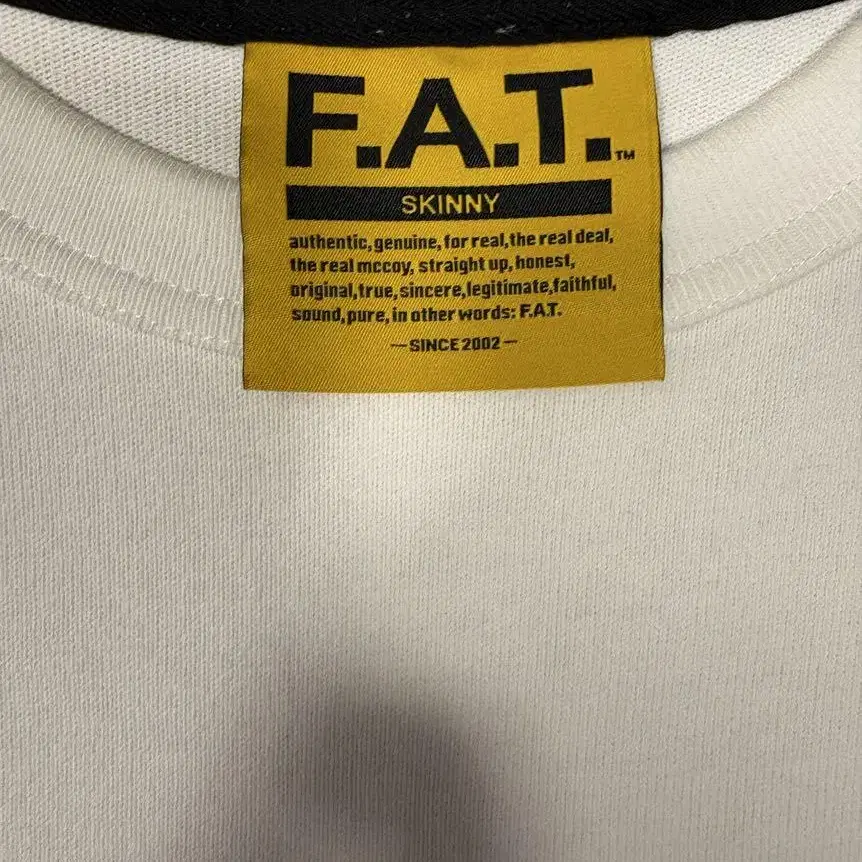 F.A.T.™
SKINNY
authentic,genuine, for real,the real deal,
the real mccoy, straight up, honest,
original,true,sincere,legitimate,faithful,
sound,pure, in other words: F.A.T.
—SINCE 2002—